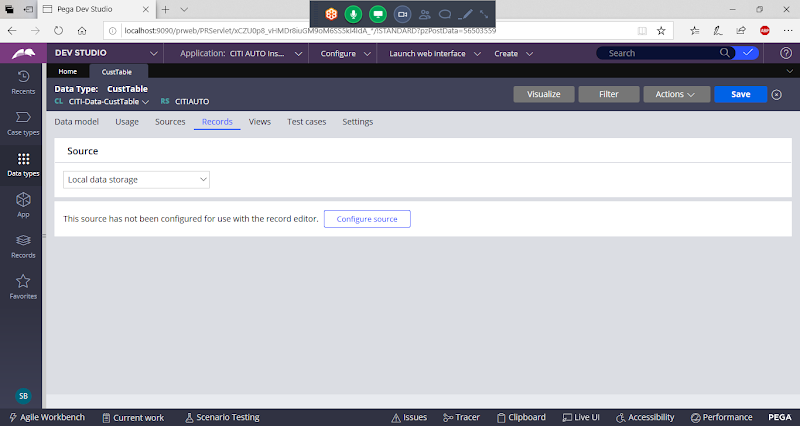 Pega Dev Studio
localhost:9090/prweb/PRServlet/xCZU0p8_vHMDr8iuGM9oM6SS5kI4IdA_*/!STANDARD?pzPostData=56503559
DEV STUDIO
Application: CITI AUTO Ins...
Configure
Launch web interface
Create
Search
Home
CustTable
Data Type: CustTable
CL CITI-Data-CustTable
RS CITIAUTO
Visualize
Filter
Actions
Save
Recents
Case types
Data types
App
Records
Favorites
Data model
Usage
Sources
Records
Views
Test cases
Settings
Source
Local data storage
This source has not been configured for use with the record editor.
Configure source
SB
ABP
Agile Workbench
Current work
Scenario Testing
Issues
Tracer
Clipboard
Live UI
Accessibility
Performance
PEGA